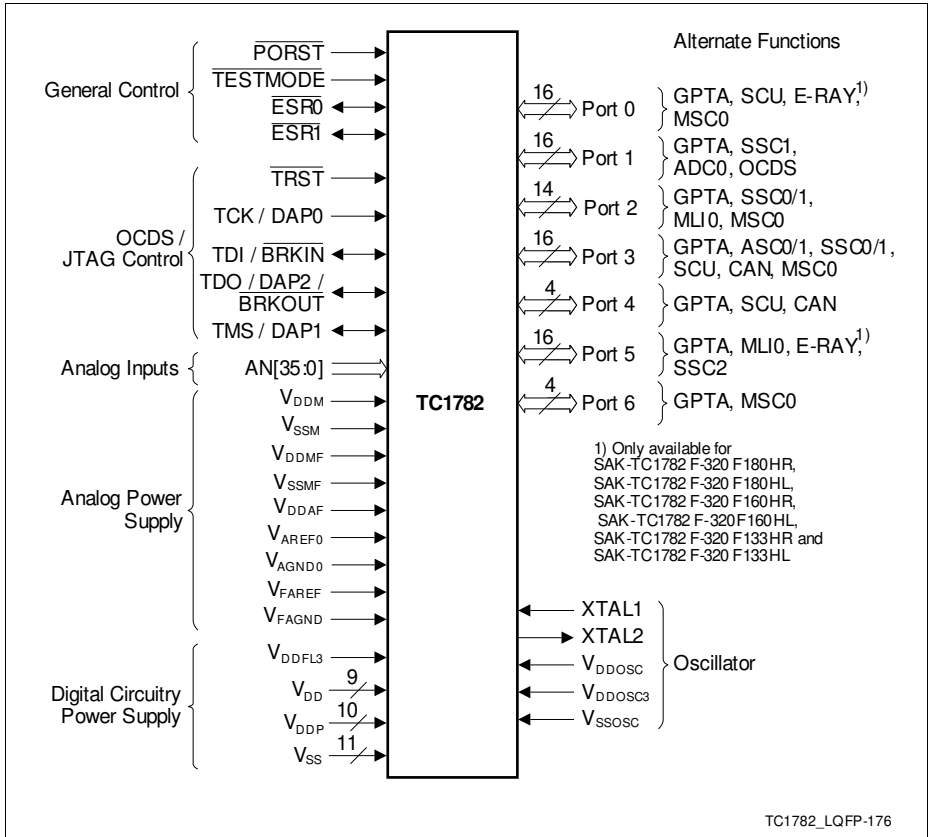 Alternate Functions
General Control
PORST
TESTMODE
ESR0
ESR1
OCDS /
JTAG Control
TRST
TCK / DAP0
TDI / BRKIN
TDO / DAP2 /
BRKOUT
TMS / DAP1
Analog Inputs
AN[35:0]
Analog Power
Supply
VDDM
VSSM
VDDMF
VSSMF
VDDAF
VAREF0
VAGND0
VFAREF
VFAGND
Digital Circuitry
Power Supply
VDDFL3
9
VDD
10
VDDP
11
VSS
TC1782
16
Port 0
GPTA, SCU, E-RAY,1)
MSC0
16
Port 1
GPTA, SSC1,
ADC0, OCDS
14
Port 2
GPTA, SSC0/1,
MLI0, MSC0
16
Port 3
GPTA, ASC0/1, SSC0/1,
SCU, CAN, MSC0
4
Port 4
GPTA, SCU, CAN
16
Port 5
GPTA, MLI0, E-RAY,1)
SSC2
4
Port 6
GPTA, MSC0
1) Only available for
SAK-TC1782 F-320 F180HR,
SAK-TC1782 F-320 F180HL,
SAK-TC1782 F-320 F160HR,
SAK-TC1782 F-320F160HL,
SAK-TC1782 F-320 F133HR and
SAK-TC1782 F-320 F133HL
XTAL1
XTAL2
VDDOSC
VDDOSC3
VSSOSC
Oscillator
TC1782_LQFP-176